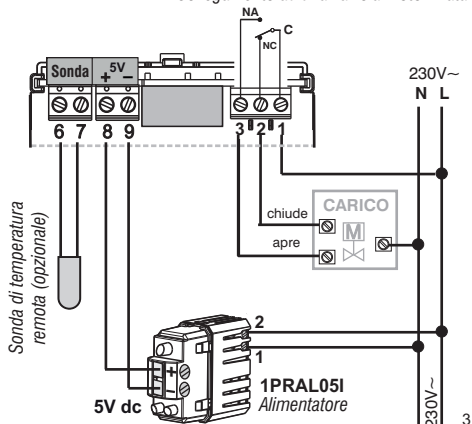 NA
C
NC
Sonda
5V
+ −
230V~
N L
6 7 8 9
3 2 1
CARICO
chiude
M
apre
Sonda di temperatura
remota (opzionale)
2
1
+
−
1PRAL05I
5V dc
Alimentatore
230V~
3